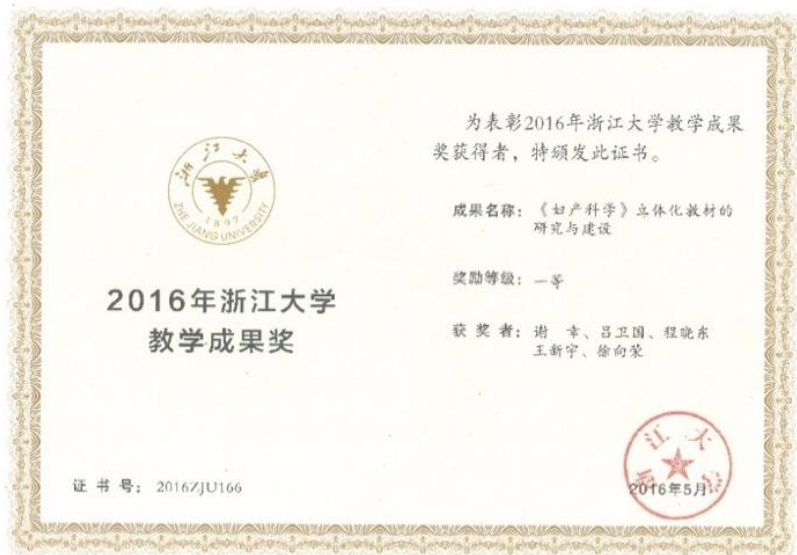 浙江大学
1897
ZHE JIANG UNIVERSITY
2016年浙江大学
教学成果奖
证书号：2016ZJU166
为表彰2016年浙江大学教学成果
奖获得者，特颁发此证书。
成果名称：《妇产科学》立体化教材的
研究与建设
奖励等级：一等
获奖者：谢 幸、吕卫国、程晓东
王新宇、徐向荣
浙江大学
2016年5月